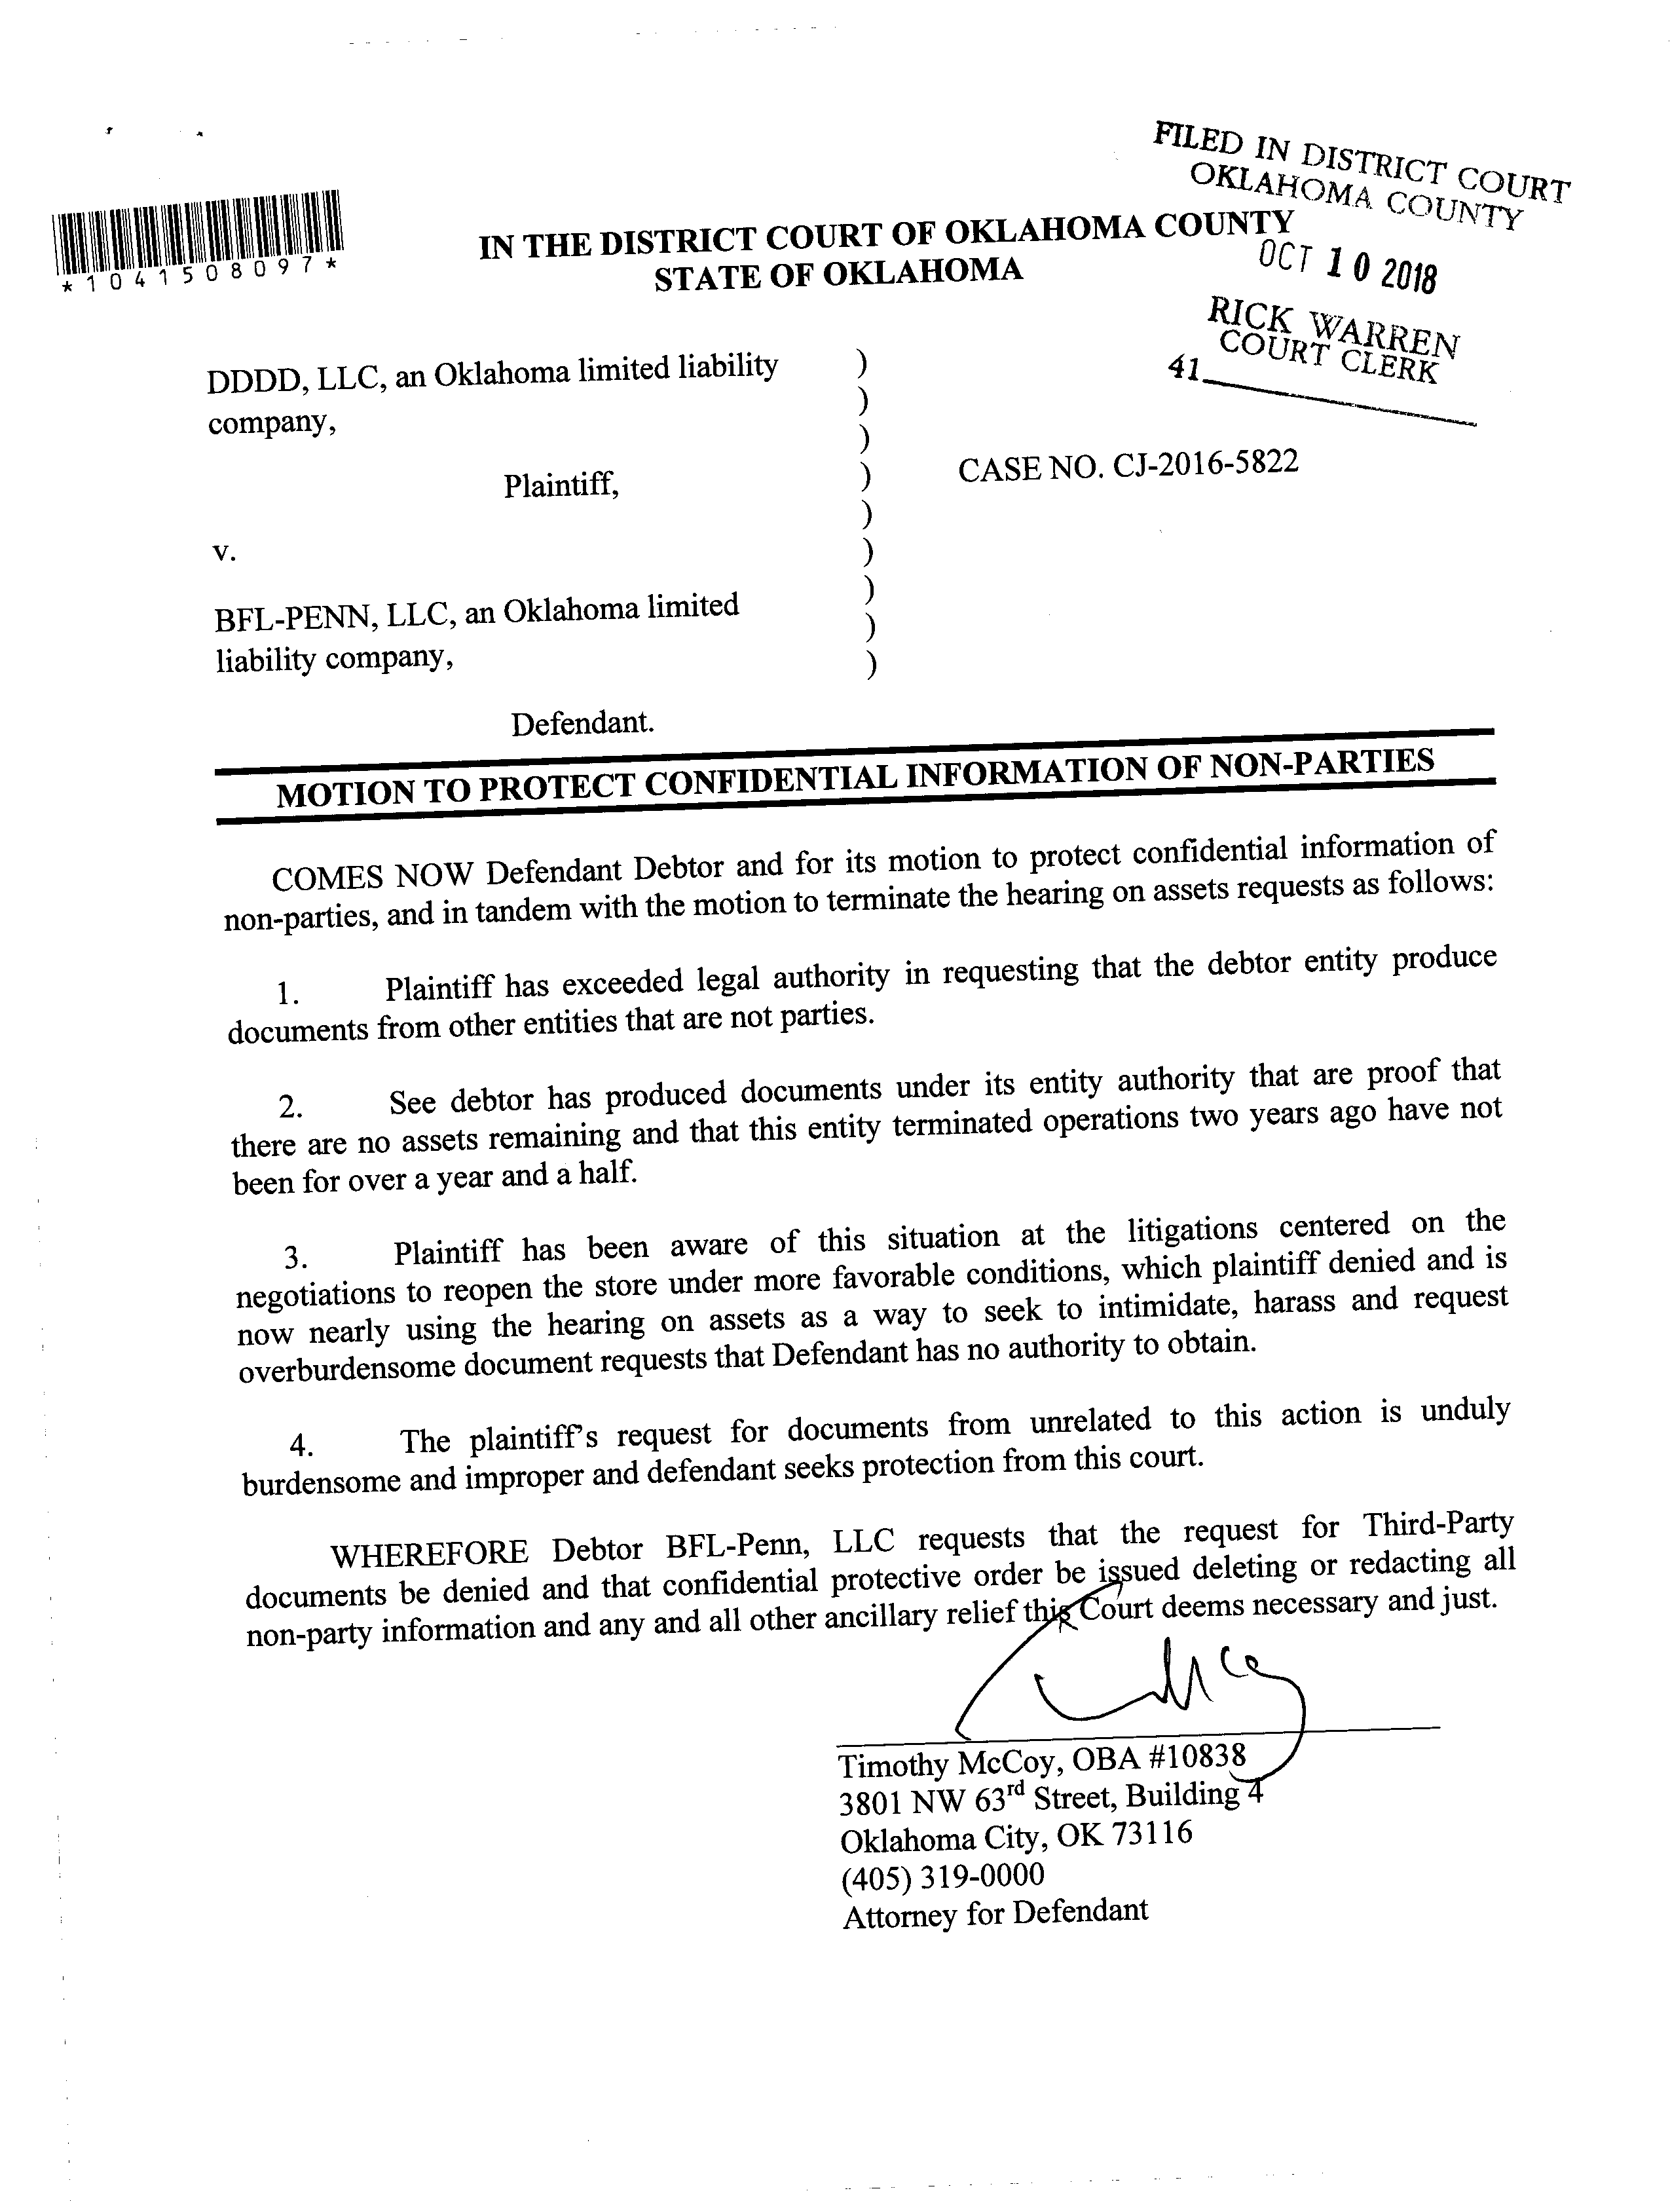 FILED IN DISTRICT COURT
OKLAHOMA COUNTY
OCT 10 2018
RICK WARREN
COURT CLERK
41
*1041508097*
IN THE DISTRICT COURT OF OKLAHOMA COUNTY
STATE OF OKLAHOMA
DDDD, LLC, an Oklahoma limited liability )
company, )
)
Plaintiff, ) CASE NO. CJ-2016-5822
)
v. )
)
BFL-PENN, LLC, an Oklahoma limited )
liability company, )
Defendant.
MOTION TO PROTECT CONFIDENTIAL INFORMATION OF NON-PARTIES
COMES NOW Defendant Debtor and for its motion to protect confidential information of
non-parties, and in tandem with the motion to terminate the hearing on assets requests as follows:
1. Plaintiff has exceeded legal authority in requesting that the debtor entity produce
documents from other entities that are not parties.
2. See debtor has produced documents under its entity authority that are proof that
there are no assets remaining and that this entity terminated operations two years ago have not
been for over a year and a half.
3. Plaintiff has been aware of this situation at the litigations centered on the
negotiations to reopen the store under more favorable conditions, which plaintiff denied and is
now nearly using the hearing on assets as a way to seek to intimidate, harass and request
overburdensome document requests that Defendant has no authority to obtain.
4. The plaintiff's request for documents from unrelated to this action is unduly
burdensome and improper and defendant seeks protection from this court.
WHEREFORE Debtor BFL-Penn, LLC requests that the request for Third-Party
documents be denied and that confidential protective order be issued deleting or redacting all
non-party information and any and all other ancillary relief this Court deems necessary and just.
Timothy McCoy, OBA #10838
3801 NW 63rd Street, Building 4
Oklahoma City, OK 73116
(405) 319-0000
Attorney for Defendant